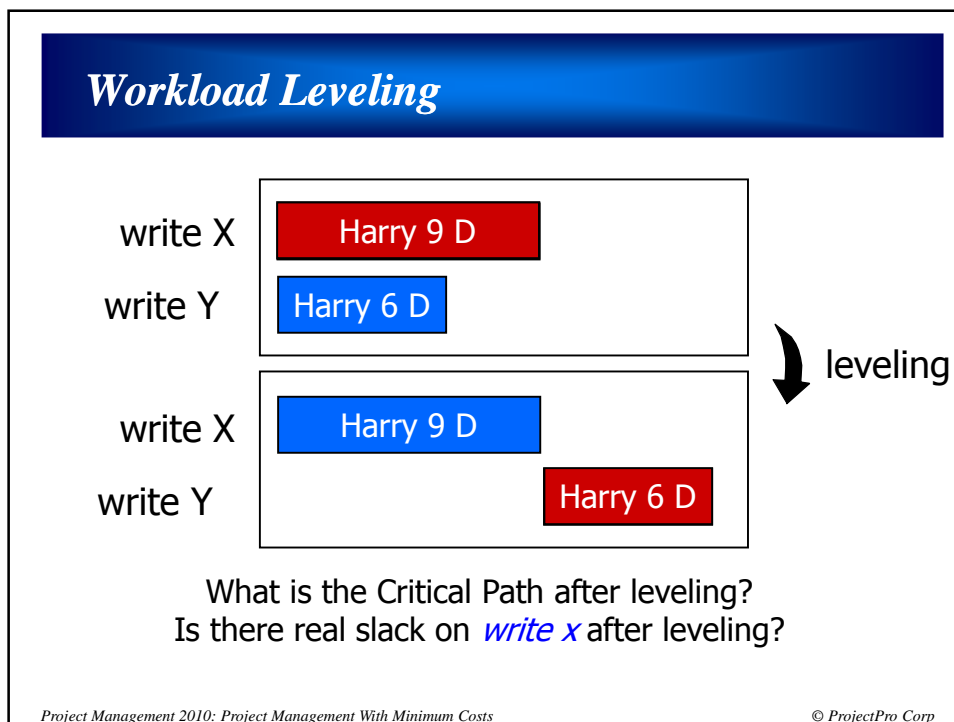 Workload Leveling
write X
Harry 9 D
write Y
Harry 6 D
leveling
write X
Harry 9 D
write Y
Harry 6 D
What is the Critical Path after leveling?
Is there real slack on write x after leveling?
Project Management 2010: Project Management With Minimum Costs
© ProjectPro Corp